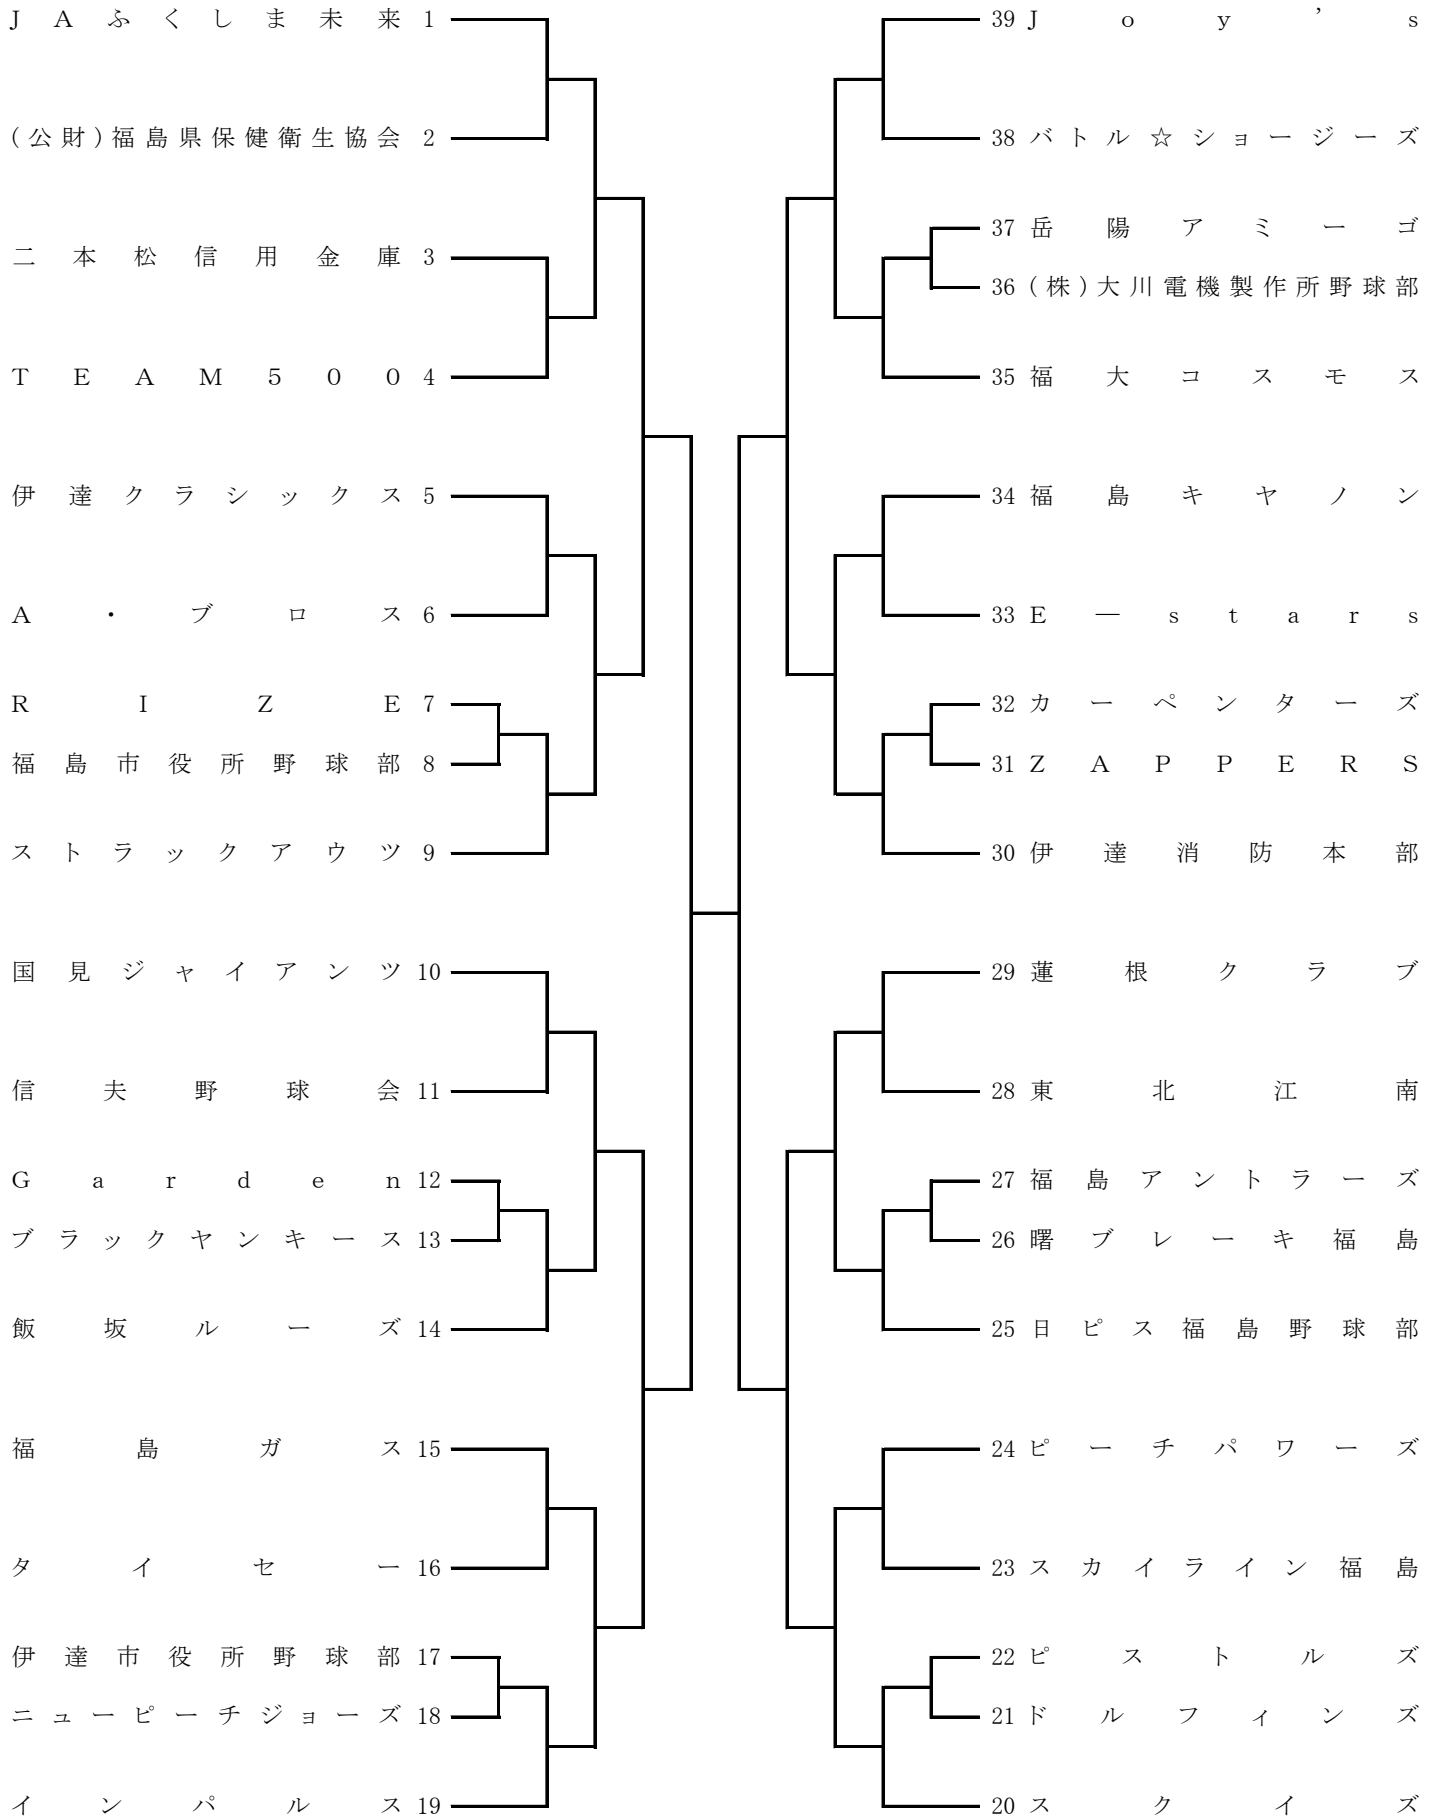 JAふくしま未来 1
(公財)福島県保健衛生協会 2
二本松信用金庫 3
TEAM500 4
伊達クラシックス 5
A・ブロス 6
RIZE 7
福島市役所野球部 8
ストラックアウツ 9
国見ジャイアンツ 10
信夫野球会 11
Garden 12
ブラックヤンキース 13
飯坂ルーズ 14
福島ガス 15
タイセー 16
伊達市役所野球部 17
ニューピーチジョーズ 18
インパルス 19
39 Joy’s
38 バトル☆ショージーズ
37 岳陽アミーゴ
36 (株)大川電機製作所野球部
35 福大コスモス
34 福島キヤノン
33 E―stars
32 カーペンターズ
31 ZAPPERS
30 伊達消防本部
29 蓮根クラブ
28 東北江南
27 福島アントラーズ
26 曙ブレーキ福島
25 日ピス福島野球部
24 ピーチパワーズ
23 スカイライン福島
22 ピストルズ
21 ドルフィンズ
20 スクイズ